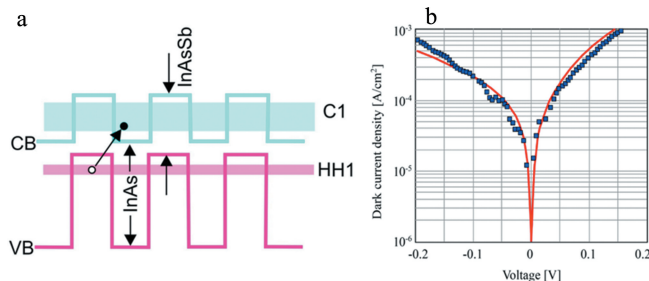 a
InAsSb
C1
CB
HH1
InAs
VB
b
Dark current density [A/cm²]
10⁻³
10⁻⁴
10⁻⁵
10⁻⁶
-0.2
-0.1
0
0.1
0.2
Voltage [V]